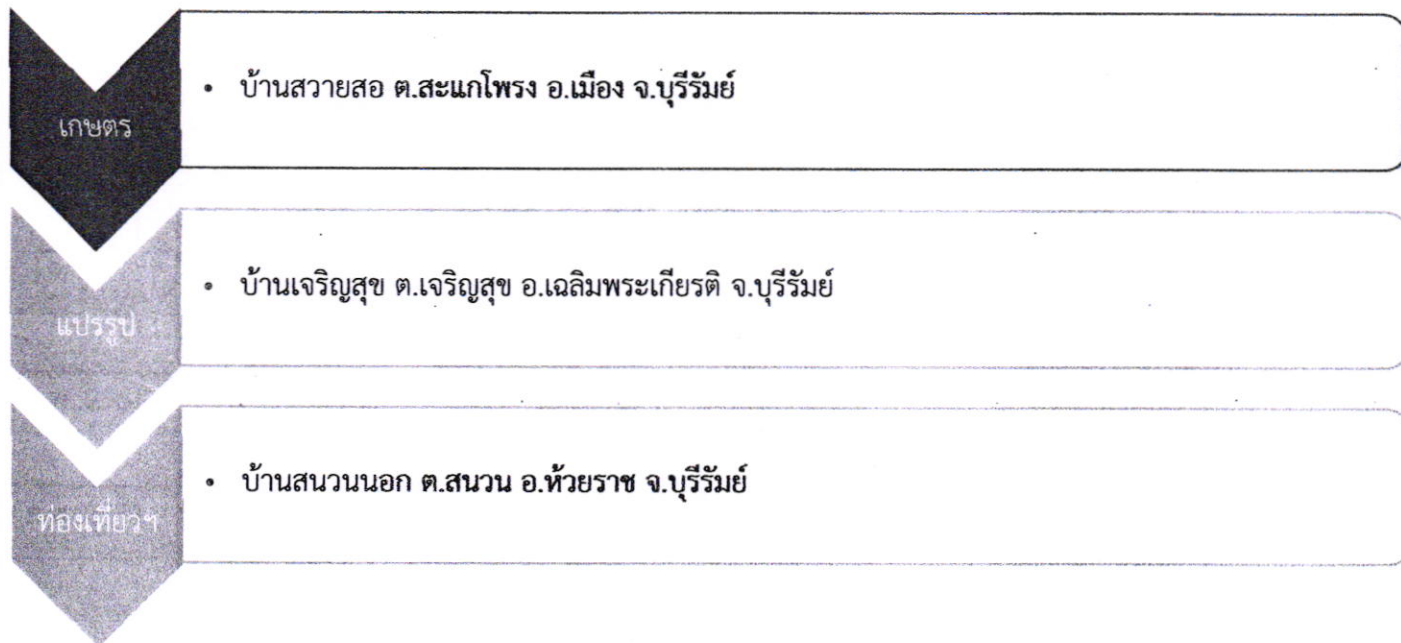 เกษตร
• บ้านสวายสอ ต.สะแกโพรง อ.เมือง จ.บุรีรัมย์
แปรรูป
• บ้านเจริญสุข ต.เจริญสุข อ.เฉลิมพระเกียรติ จ.บุรีรัมย์
ท่องเที่ยวฯ
• บ้านสนวนนอก ต.สนวน อ.ห้วยราช จ.บุรีรัมย์